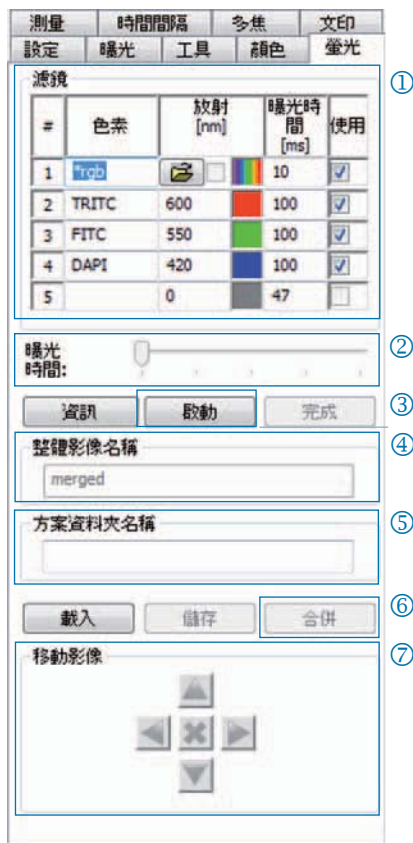 測量 時間間隔 多焦 文印
設定 曝光 工具 顏色 螢光
濾鏡
①
# 色素 放射 [nm] 曝光時間 [ms] 使用
1 *rgb 10
2 TRITC 600 100
3 FITC 550 100
4 DAPI 420 100
5 0 47
曝光時間:
②
資訊 啟動 完成
③
整體影像名稱
④
merged
方案資料夾名稱
⑤
載入 儲存 合併
⑥
移動影像
⑦